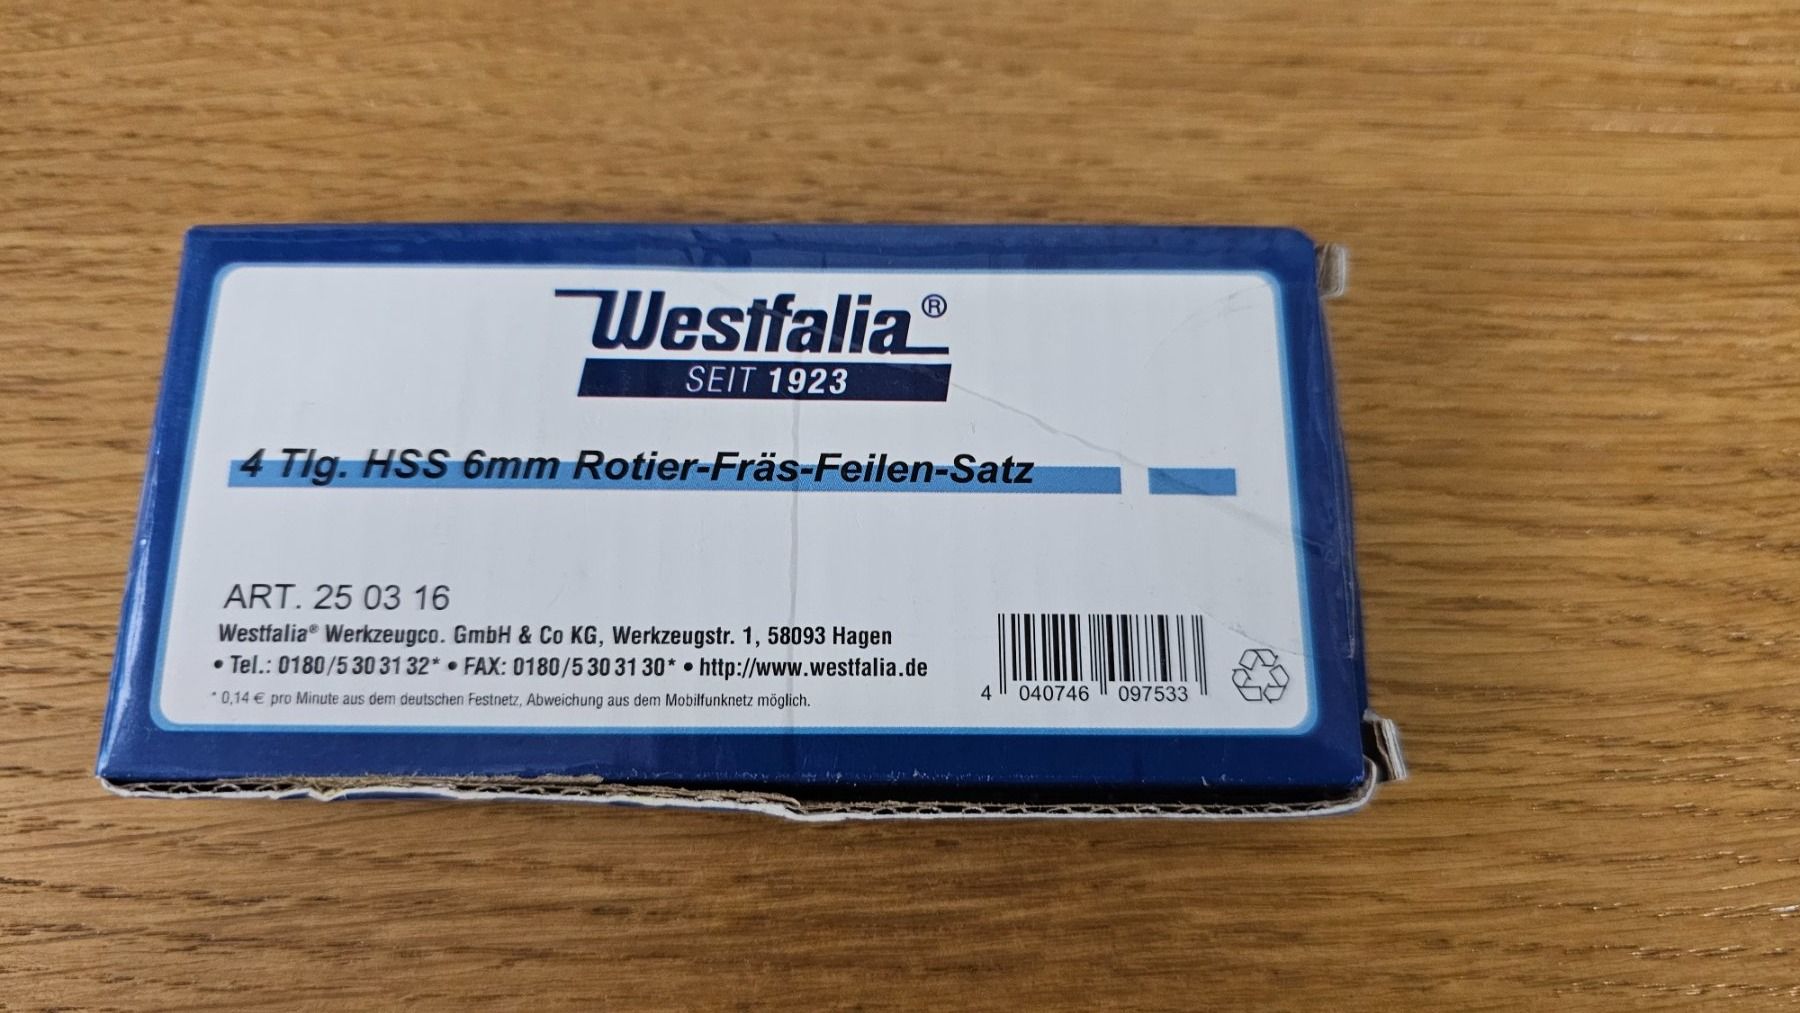 Westfalia®
SEIT 1923
4 Tlg. HSS 6mm Rotier-Fräs-Feilen-Satz
ART. 25 03 16
Westfalia® Werkzeugco. GmbH & Co KG, Werkzeugstr. 1, 58093 Hagen
• Tel.: 0180/5 30 31 32* • FAX: 0180/5 30 31 30* • http://www.westfalia.de
* 0,14 € pro Minute aus dem deutschen Festnetz, Abweichung aus dem Mobilfunknetz möglich.
4 040746 097533